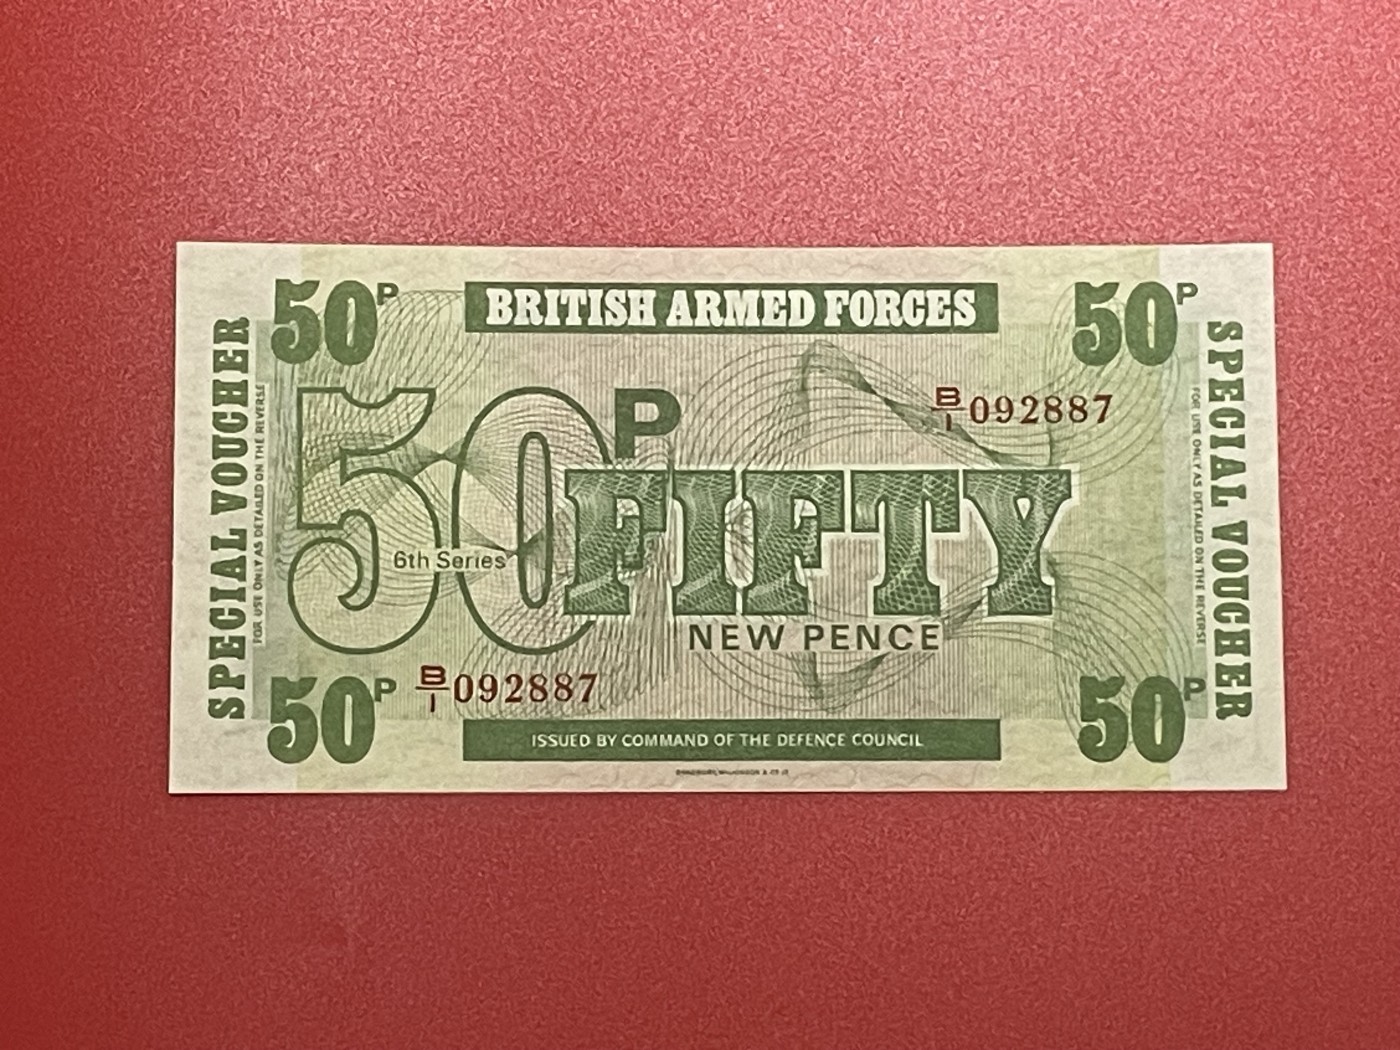 50P
BRITISH ARMED FORCES
50P
SPECIAL VOUCHER
FOR USE ONLY AS DETAILED ON THE REVERSE
50P
B/1 092887
FIFTY
6th Series
NEW PENCE
B/1 092887
SPECIAL VOUCHER
FOR USE ONLY AS DETAILED ON THE REVERSE
50P
ISSUED BY COMMAND OF THE DEFENCE COUNCIL
50P